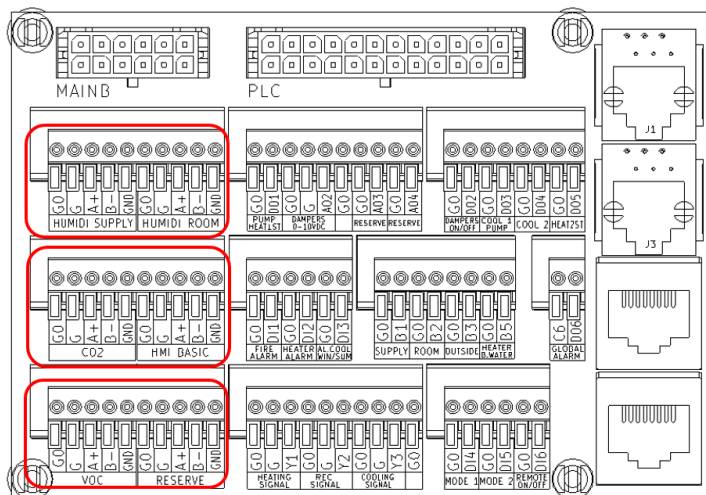 MAINB PLC
J1
G0 G A+ B- GND G0 G A+ B- GND G0 DO1 G0 G AO2 G0 G0 AO3 G0 AO4 G0 DO2 G0 DO3 G0 DO4 G0 DO5
HUMIDI SUPPLY HUMIDI ROOM PUMP HEAT1ST DAMPERS 0-10VDC RESERVE RESERVE DAMPERS ON/OFF COOL 1 PUMP COOL 2 HEAT2ST
J3
G0 G A+ B- GND G0 G A+ B- GND G0 DI1 G0 DI2 G0 DI3 G0 B1 G0 B2 G0 B3 G0 B5 C6 DO6
CO2 HMI BASIC FIRE ALARM HEATER ALARM AL.COOL WIN/SUM SUPPLY ROOM OUTSIDE HEATER B.WATER GLOBAL ALARM
G0 G A+ B- GND G0 G A+ B- GND G0 G Y1 G0 G Y2 G0 G Y3 G0 G0 DI4 G0 DI5 G0 DI6
VOC RESERVE HEATING SIGNAL REC SIGNAL COOLING SIGNAL MODE 1 MODE 2 REMOTE ON/OFF